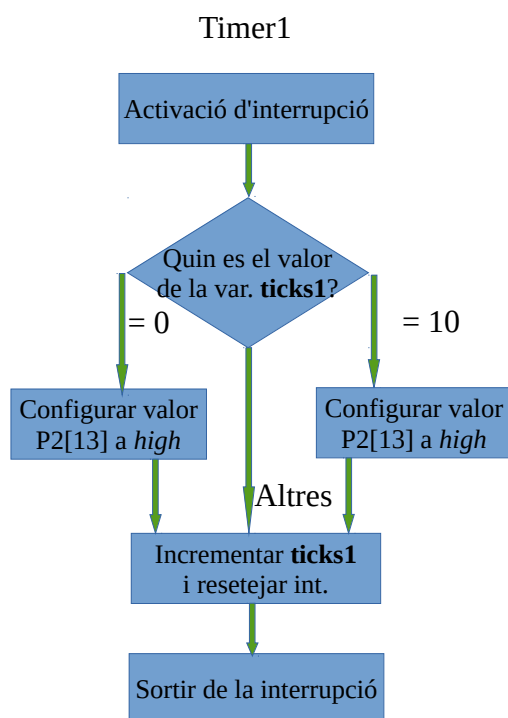 Timer1
Activació d'interrupció
Quin es el valor
de la var. ticks1?
= 0
= 10
Configurar valor
P2[13] a high
Configurar valor
P2[13] a high
Altres
Incrementar ticks1
i resetejar int.
Sortir de la interrupció